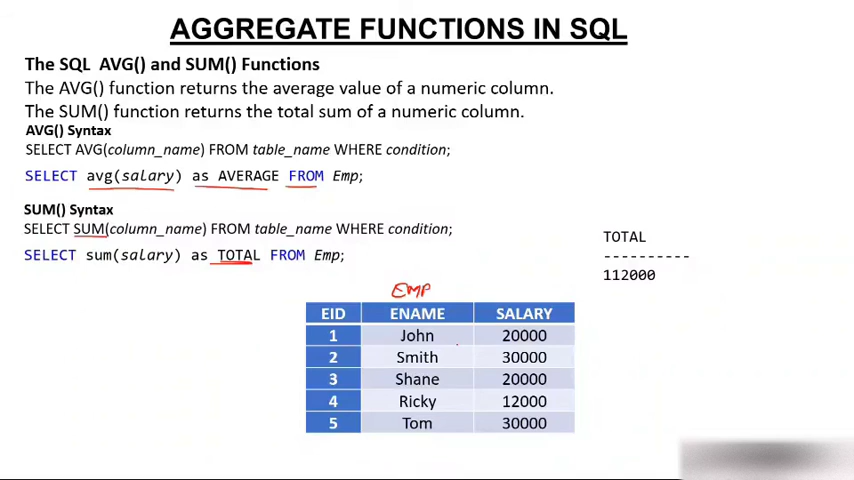 AGGREGATE FUNCTIONS IN SQL
The SQL AVG() and SUM() Functions
The AVG() function returns the average value of a numeric column.
The SUM() function returns the total sum of a numeric column.
AVG() Syntax
SELECT AVG(column_name) FROM table_name WHERE condition;
SELECT avg(salary) as AVERAGE FROM Emp;
SUM() Syntax
SELECT SUM(column_name) FROM table_name WHERE condition;
SELECT sum(salary) as TOTAL FROM Emp;
TOTAL
----------
112000
EMP
EID ENAME SALARY
1 John 20000
2 Smith 30000
3 Shane 20000
4 Ricky 12000
5 Tom 30000